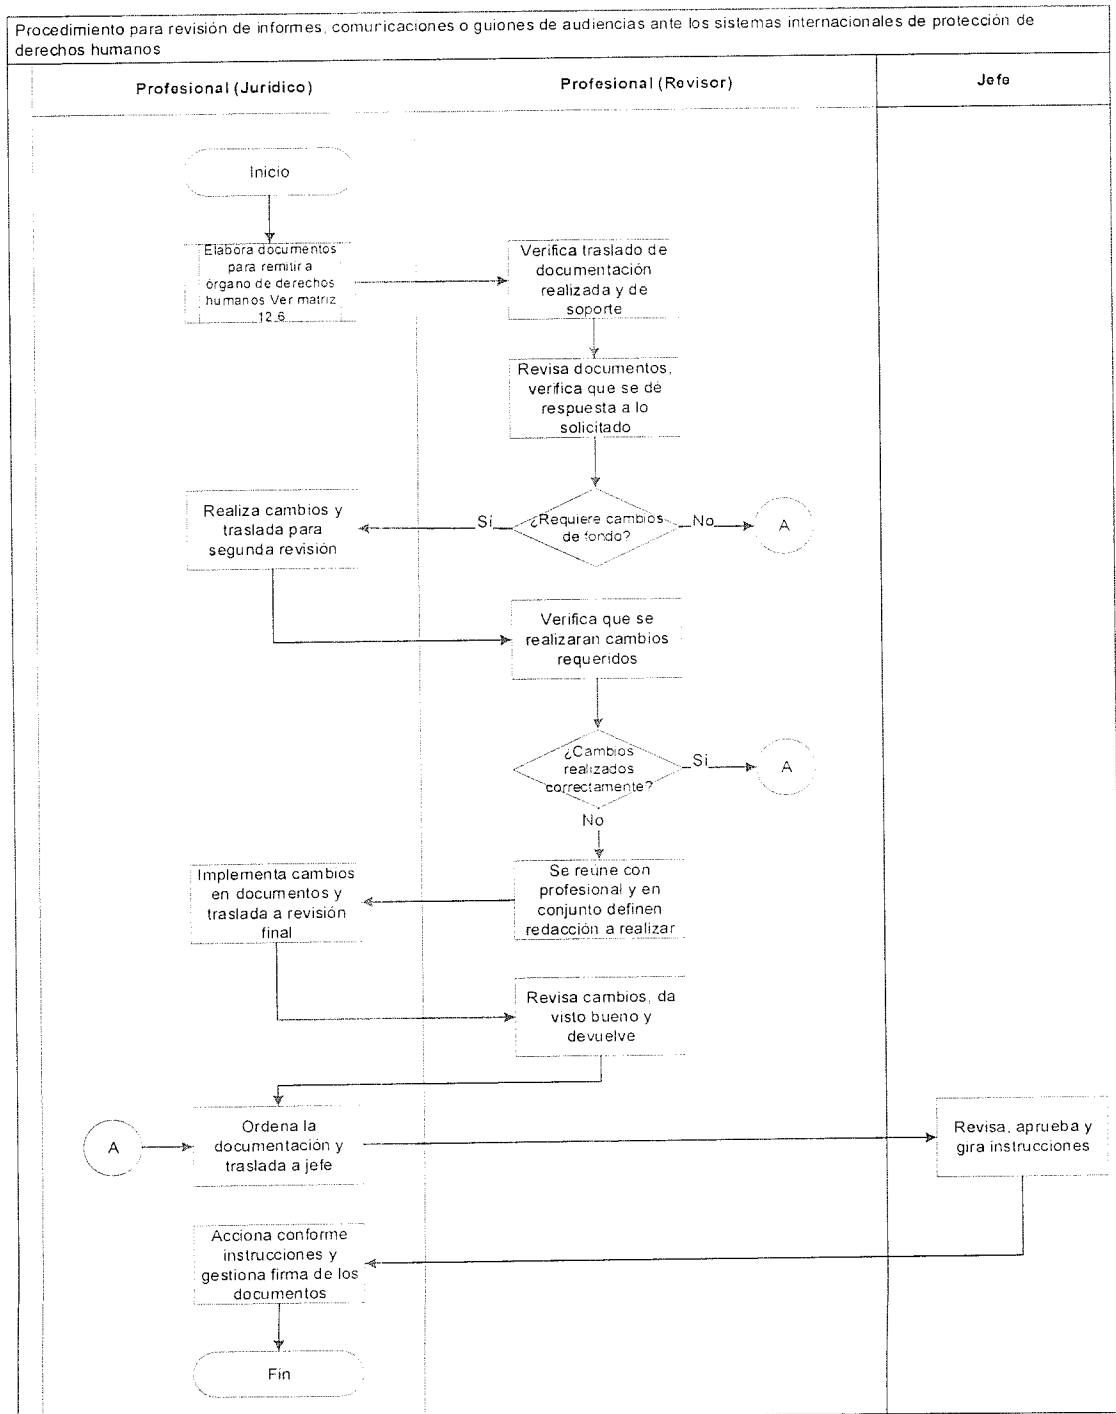 Procedimiento para revisión de informes, comunicaciones o guiones de audiencias ante los sistemas internacionales de protección de
derechos humanos
Profesional (Jurídico)
Profesional (Revisor)
Jefe
Inicio
Elabora documentos
para remitir a
órgano de derechos
humanos Ver matriz
12.6
Verifica traslado de
documentación
realizada y de
soporte
Revisa documentos,
verifica que se de
respuesta a lo
solicitado
¿Requiere cambios
de fondo?
Sí
No
A
Realiza cambios y
traslada para
segunda revisión
Verifica que se
realizaran cambios
requeridos
¿Cambios
realizados
correctamente?
Si
A
No
Se reúne con
profesional y en
conjunto definen
redacción a realizar
Implementa cambios
en documentos y
traslada a revisión
final
Revisa cambios, da
visto bueno y
devuelve
A
Ordena la
documentación y
traslada a jefe
Revisa, aprueba y
gira instrucciones
Acciona conforme
instrucciones y
gestiona firma de los
documentos
Fin